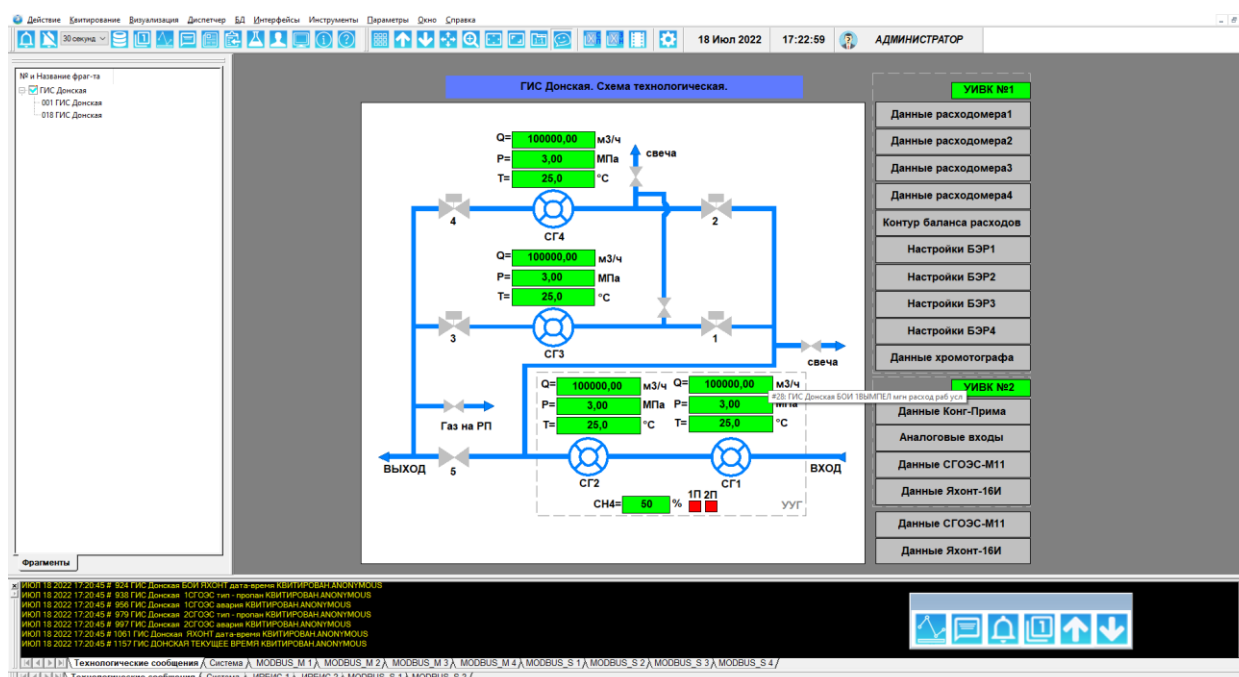 Действие Квитирование Визуализация Диспетчер БД Интерфейсы Инструменты Параметры Окно Справка
30 секунд
18 Июл 2022 17:22:59 АДМИНИСТРАТОР
№ и Название фраг-та
ГИС Донская
001 ГИС Донская
018 ГИС Донская
Фрагменты
ГИС Донская. Схема технологическая.
Q= 100000,00 м3/ч
P= 3,00 МПа
T= 25,0 °C
свеча
4
СГ4
2
Q= 100000,00 м3/ч
P= 3,00 МПа
T= 25,0 °C
3
СГ3
1
свеча
Q= 100000,00 м3/ч Q= 100000,00 м3/ч
#28: ГИС Донская БОИ 1ВЫМПЕЛ мгн расход раб усл
P= 3,00 МПа P= 3,00 МПа
T= 25,0 °C T= 25,0 °C
Газ на РП
ВЫХОД 5 СГ2 СГ1 ВХОД
1П 2П
CH4= 50 % УУГ
УИВК №1
Данные расходомера1
Данные расходомера2
Данные расходомера3
Данные расходомера4
Контур баланса расходов
Настройки БЭР1
Настройки БЭР2
Настройки БЭР3
Настройки БЭР4
Данные хромотографа
УИВК №2
Данные Конг-Прима
Аналоговые входы
Данные СГОЭС-М11
Данные Яхонт-16И
Данные СГОЭС-М11
Данные Яхонт-16И
ИЮЛ 18 2022 17:20:45 # 924 ГИС Донская БОИ ЯХОНТ дата-время КВИТИРОВАН.ANONYMOUS
ИЮЛ 18 2022 17:20:45 # 938 ГИС Донская 1СГОЭС тип - пропан КВИТИРОВАН.ANONYMOUS
ИЮЛ 18 2022 17:20:45 # 956 ГИС Донская 1СГОЭС авария КВИТИРОВАН.ANONYMOUS
ИЮЛ 18 2022 17:20:45 # 979 ГИС Донская 2СГОЭС тип - пропан КВИТИРОВАН.ANONYMOUS
ИЮЛ 18 2022 17:20:45 # 997 ГИС Донская 2СГОЭС авария КВИТИРОВАН.ANONYMOUS
ИЮЛ 18 2022 17:20:45 # 1061 ГИС Донская ЯХОНТ дата-время КВИТИРОВАН.ANONYMOUS
ИЮЛ 18 2022 17:20:45 # 1157 ГИС ДОНСКАЯ ТЕКУЩЕЕ ВРЕМЯ КВИТИРОВАН.ANONYMOUS
Технологические сообщения Система MODBUS_M 1 MODBUS_M 2 MODBUS_M 3 MODBUS_M 4 MODBUS_S 1 MODBUS_S 2 MODBUS_S 3 MODBUS_S 4